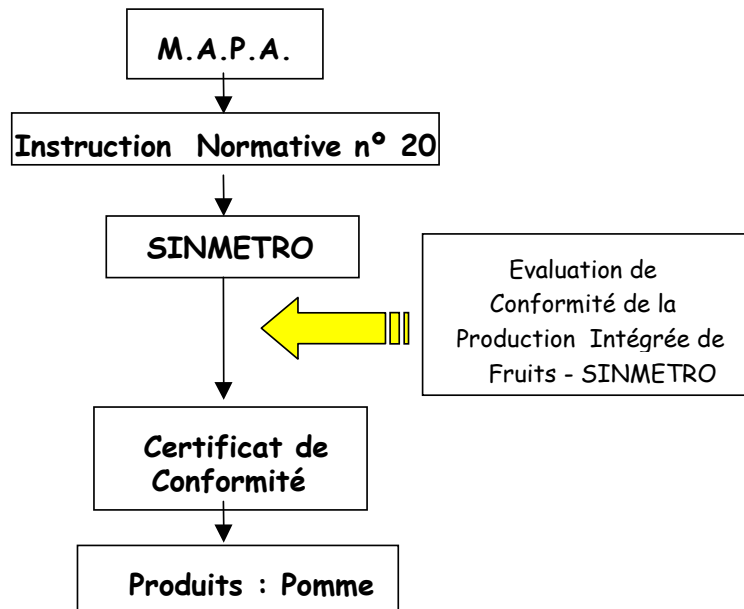 M.A.P.A.
Instruction Normative nº 20
SINMETRO
Evaluation de
Conformité de la
Production Intégrée de
Fruits - SINMETRO
Certificat de
Conformité
Produits : Pomme